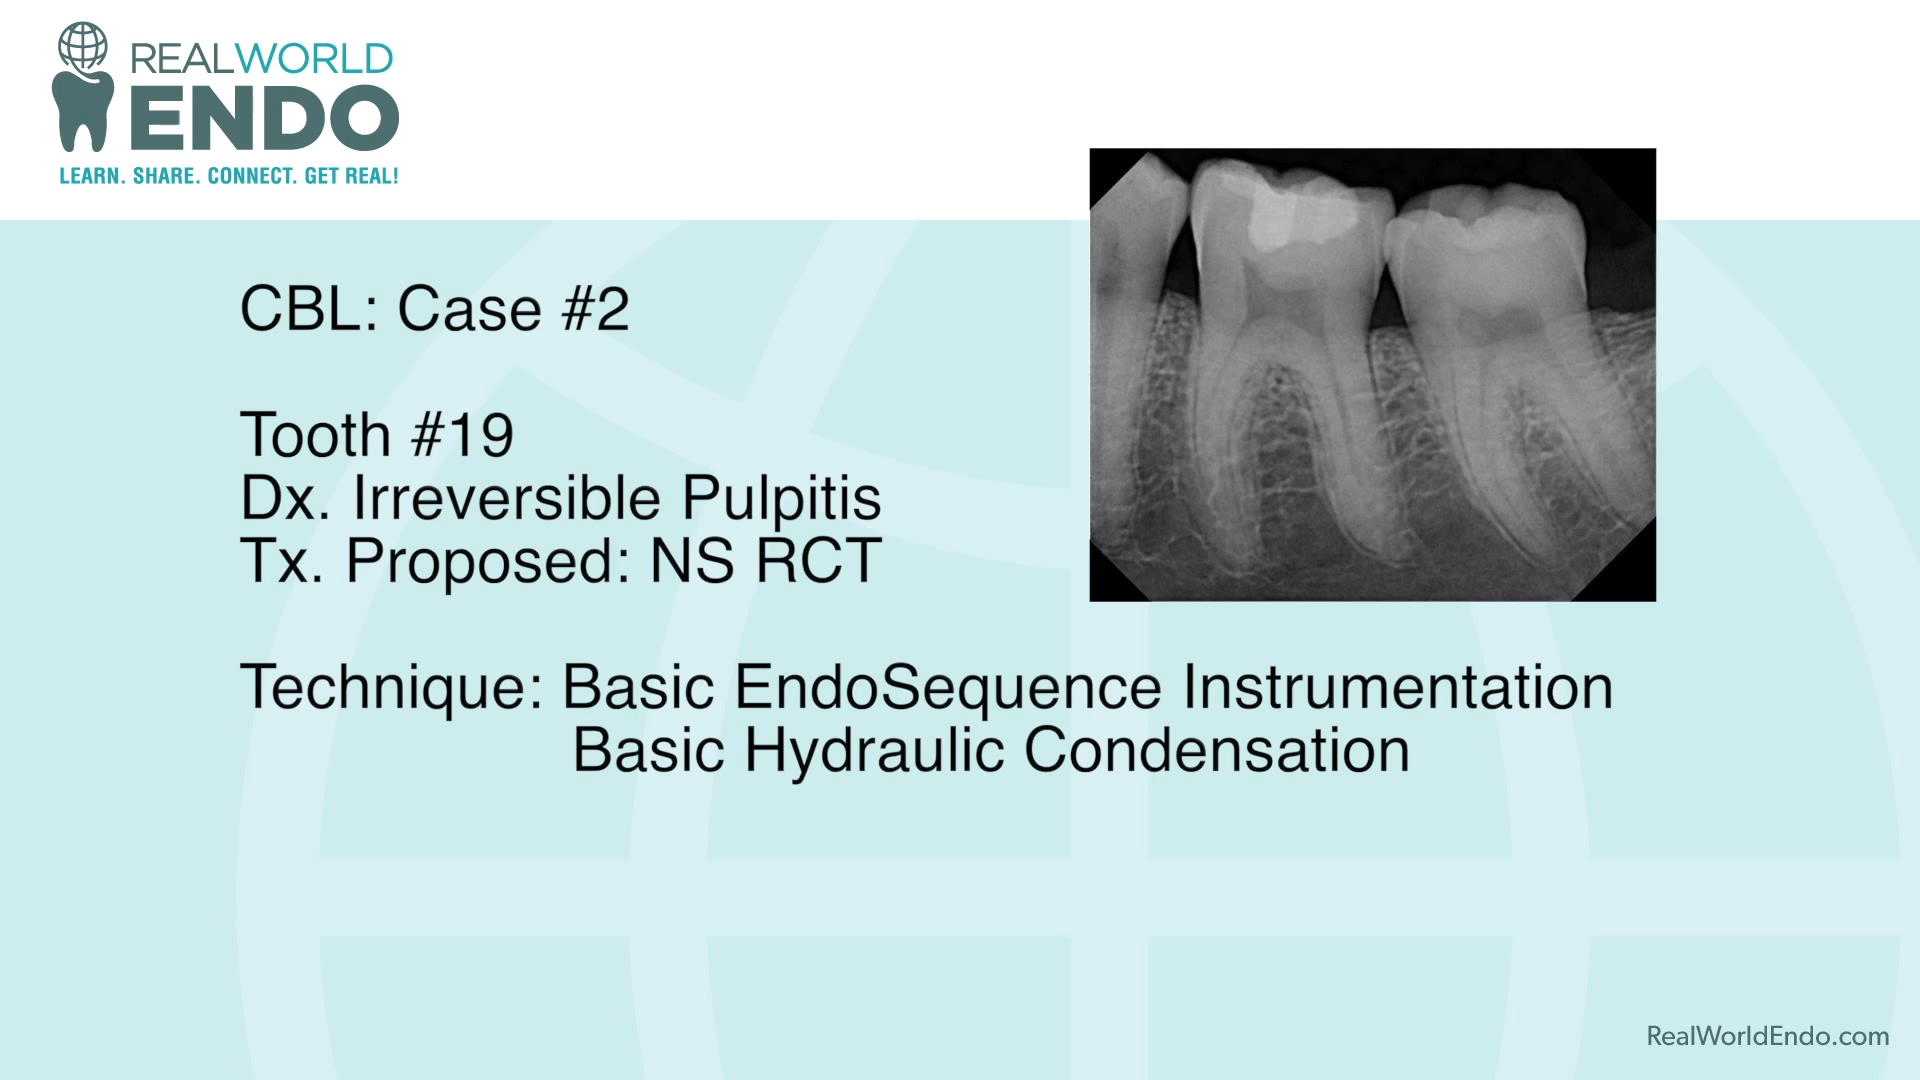 REALWORLD
ENDO
LEARN. SHARE. CONNECT. GET REAL!
CBL: Case #2
Tooth #19
Dx. Irreversible Pulpitis
Tx. Proposed: NS RCT
Technique: Basic EndoSequence Instrumentation
Basic Hydraulic Condensation
RealWorldEndo.com